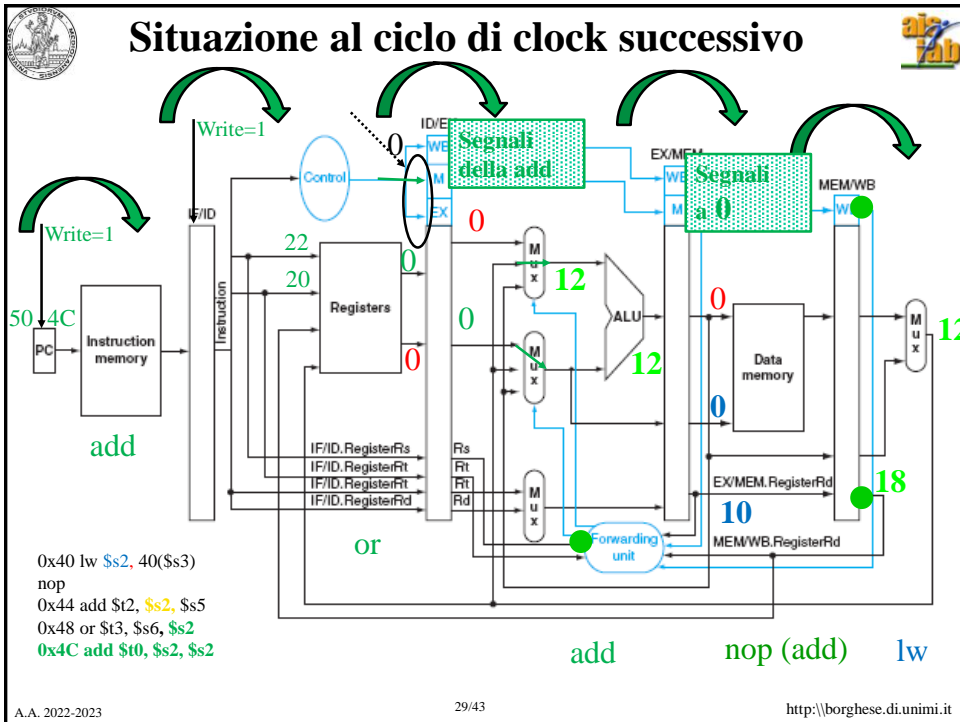 Situazione al ciclo di clock successivo
Write=1
Write=1
0
ID/E
WB
M
EX
Control
Segnali
della add
EX/MEM
WB
M
Segnali
a 0
MEM/WB
IF/ID
50
4C
PC
Instruction
memory
add
Instruction
22
20
Registers
0
0
0
0
Mux
Mux
Mux
12
12
ALU
0
0
Data
memory
Mux
12
IF/ID.RegisterRs
IF/ID.RegisterRt
IF/ID.RegisterRt
IF/ID.RegisterRd
Rs
Rt
Rt
Rd
EX/MEM.RegisterRd
18
10
MEM/WB.RegisterRd
Forwarding
unit
or
0x40 lw $s2, 40($s3)
nop
0x44 add $t2, $s2, $s5
0x48 or $t3, $s6, $s2
0x4C add $t0, $s2, $s2
add
nop (add)
lw
A.A. 2022-2023
29/43
http:\\borghese.di.unimi.it